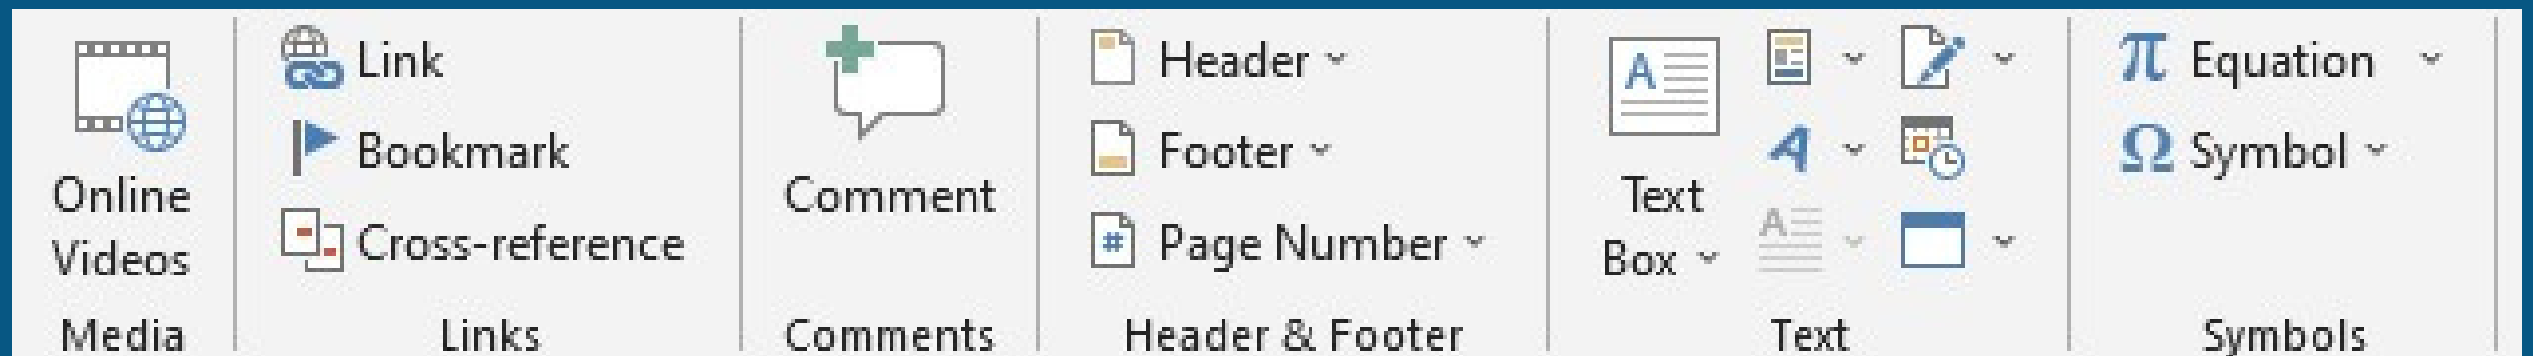 Online
Videos
Media
Link
Bookmark
Cross-reference
Links
Comment
Comments
Header
Footer
Page Number
Header & Footer
Text
Box
Text
Equation
Symbol
Symbols